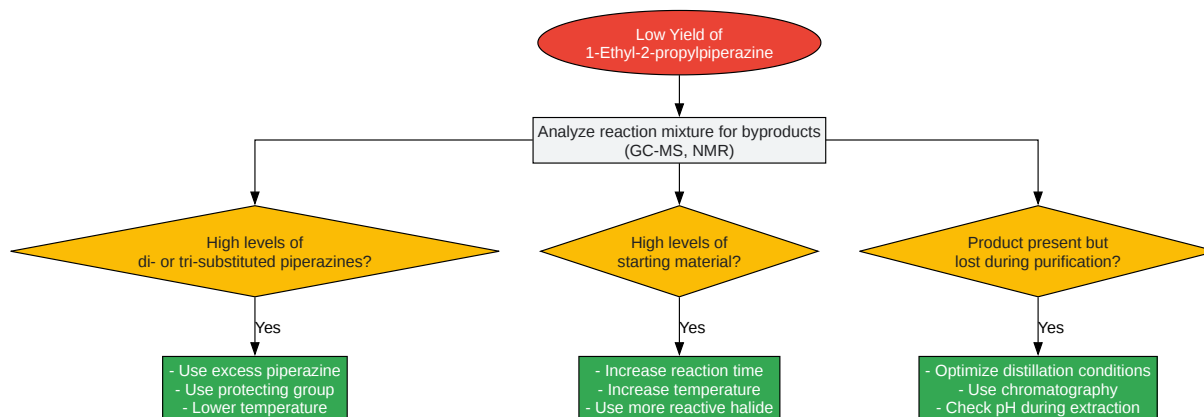 Low Yield of
1-Ethyl-2-propylpiperazine
Analyze reaction mixture for byproducts
(GC-MS, NMR)
High levels of
di- or tri-substituted piperazines?
High levels of
starting material?
Product present but
lost during purification?
Yes
Yes
Yes
- Use excess piperazine
- Use protecting group
- Lower temperature
- Increase reaction time
- Increase temperature
- Use more reactive halide
- Optimize distillation conditions
- Use chromatography
- Check pH during extraction